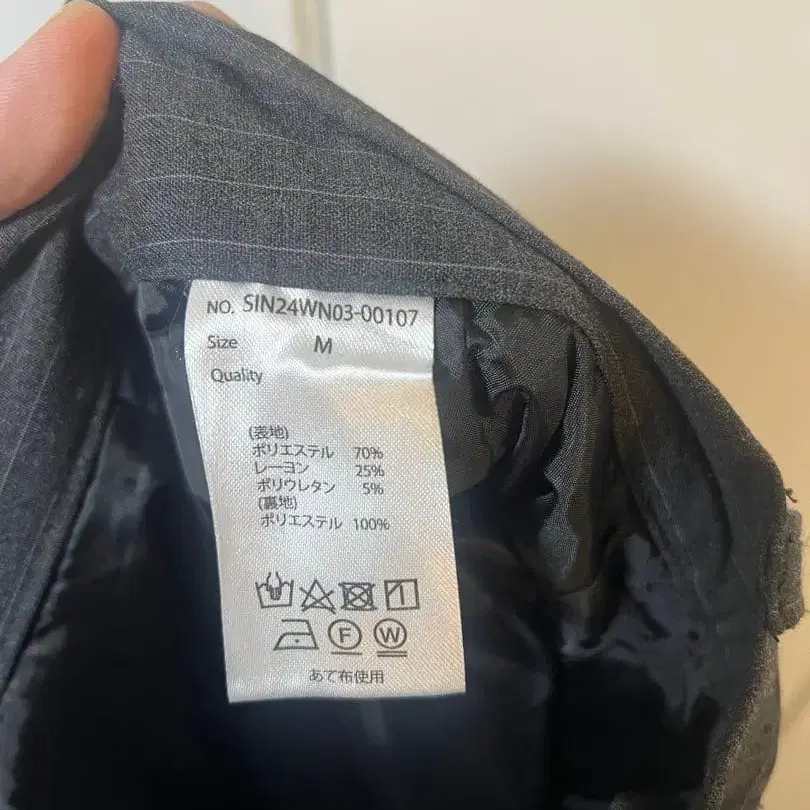 NO. SIN24WN03-00107
Size M
Quality
(表地)
ポリエステル 70%
レーヨン 25%
ポリウレタン 5%
(裏地)
ポリエステル 100%
F W
あて布使用